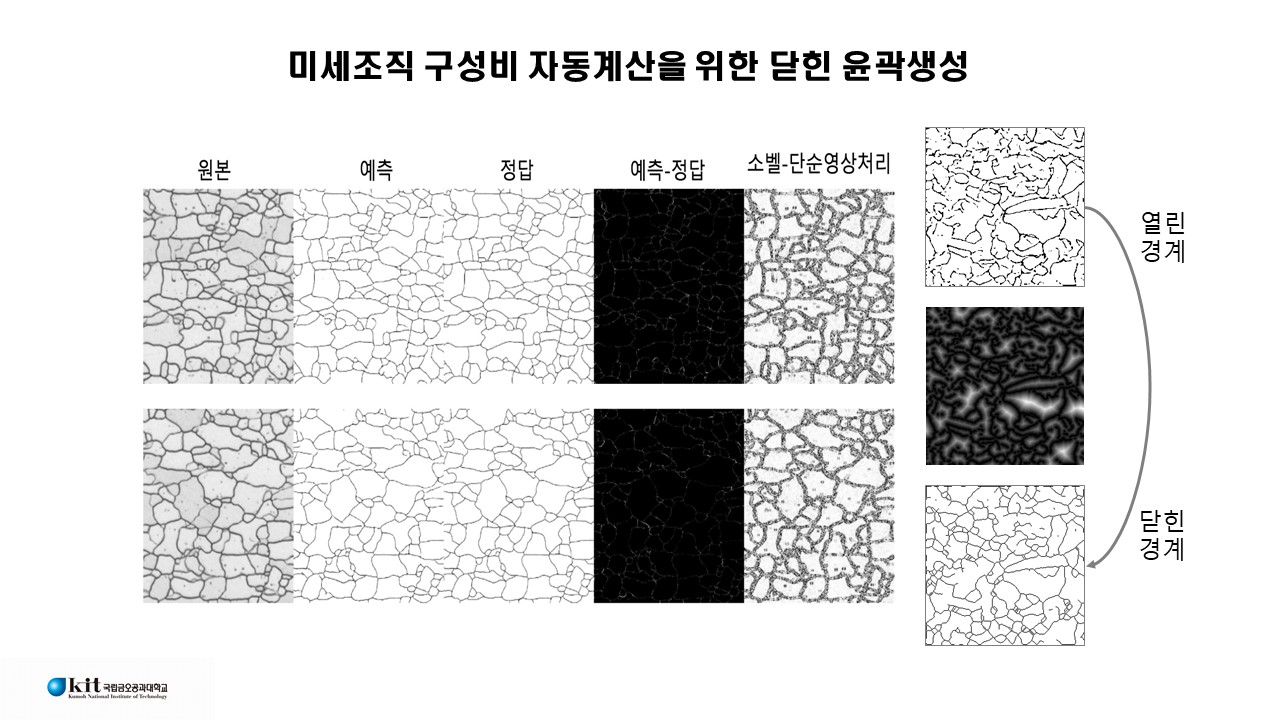 미세조직 구성비 자동계산을 위한 닫힌 윤곽생성
원본
예측
정답
예측-정답
소벨-단순영상처리
열린
경계
닫힌
경계
kit 국립금오공과대학교
Kumoh National Institute of Technology